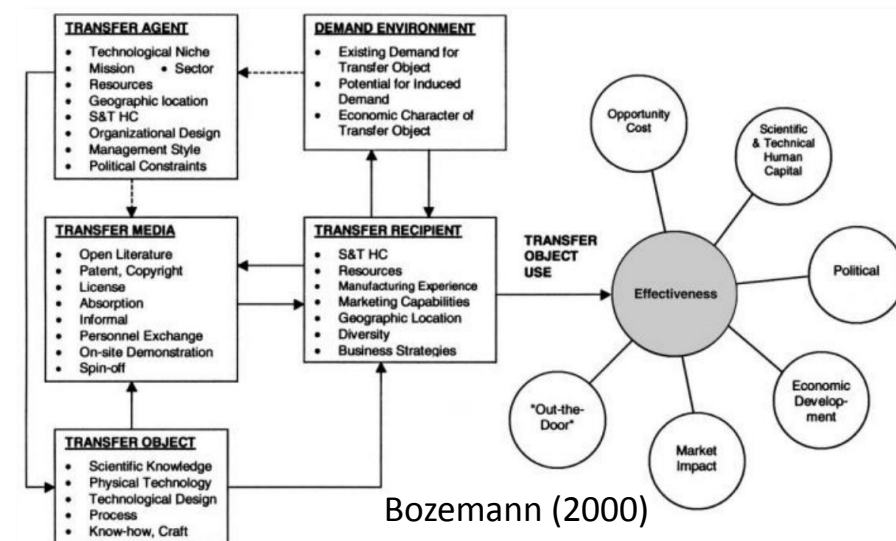 TRANSFER AGENT
• Technological Niche
• Mission • Sector
• Resources
• Geographic location
• S&T HC
• Organizational Design
• Management Style
• Political Constraints
DEMAND ENVIRONMENT
• Existing Demand for
Transfer Object
• Potential for Induced
Demand
• Economic Character of
Transfer Object
TRANSFER MEDIA
• Open Literature
• Patent, Copyright
• License
• Absorption
• Informal
• Personnel Exchange
• On-site Demonstration
• Spin-off
TRANSFER RECIPIENT
• S&T HC
• Resources
• Manufacturing Experience
• Marketing Capabilities
• Geographic Location
• Diversity
• Business Strategies
TRANSFER OBJECT
• Scientific Knowledge
• Physical Technology
• Technological Design
• Process
• Know-how, Craft
TRANSFER
OBJECT
USE
Effectiveness
Opportunity
Cost
Scientific
& Technical
Human
Capital
Political
Economic
Develop-
ment
Market
Impact
"Out-the-
Door"
Bozemann (2000)